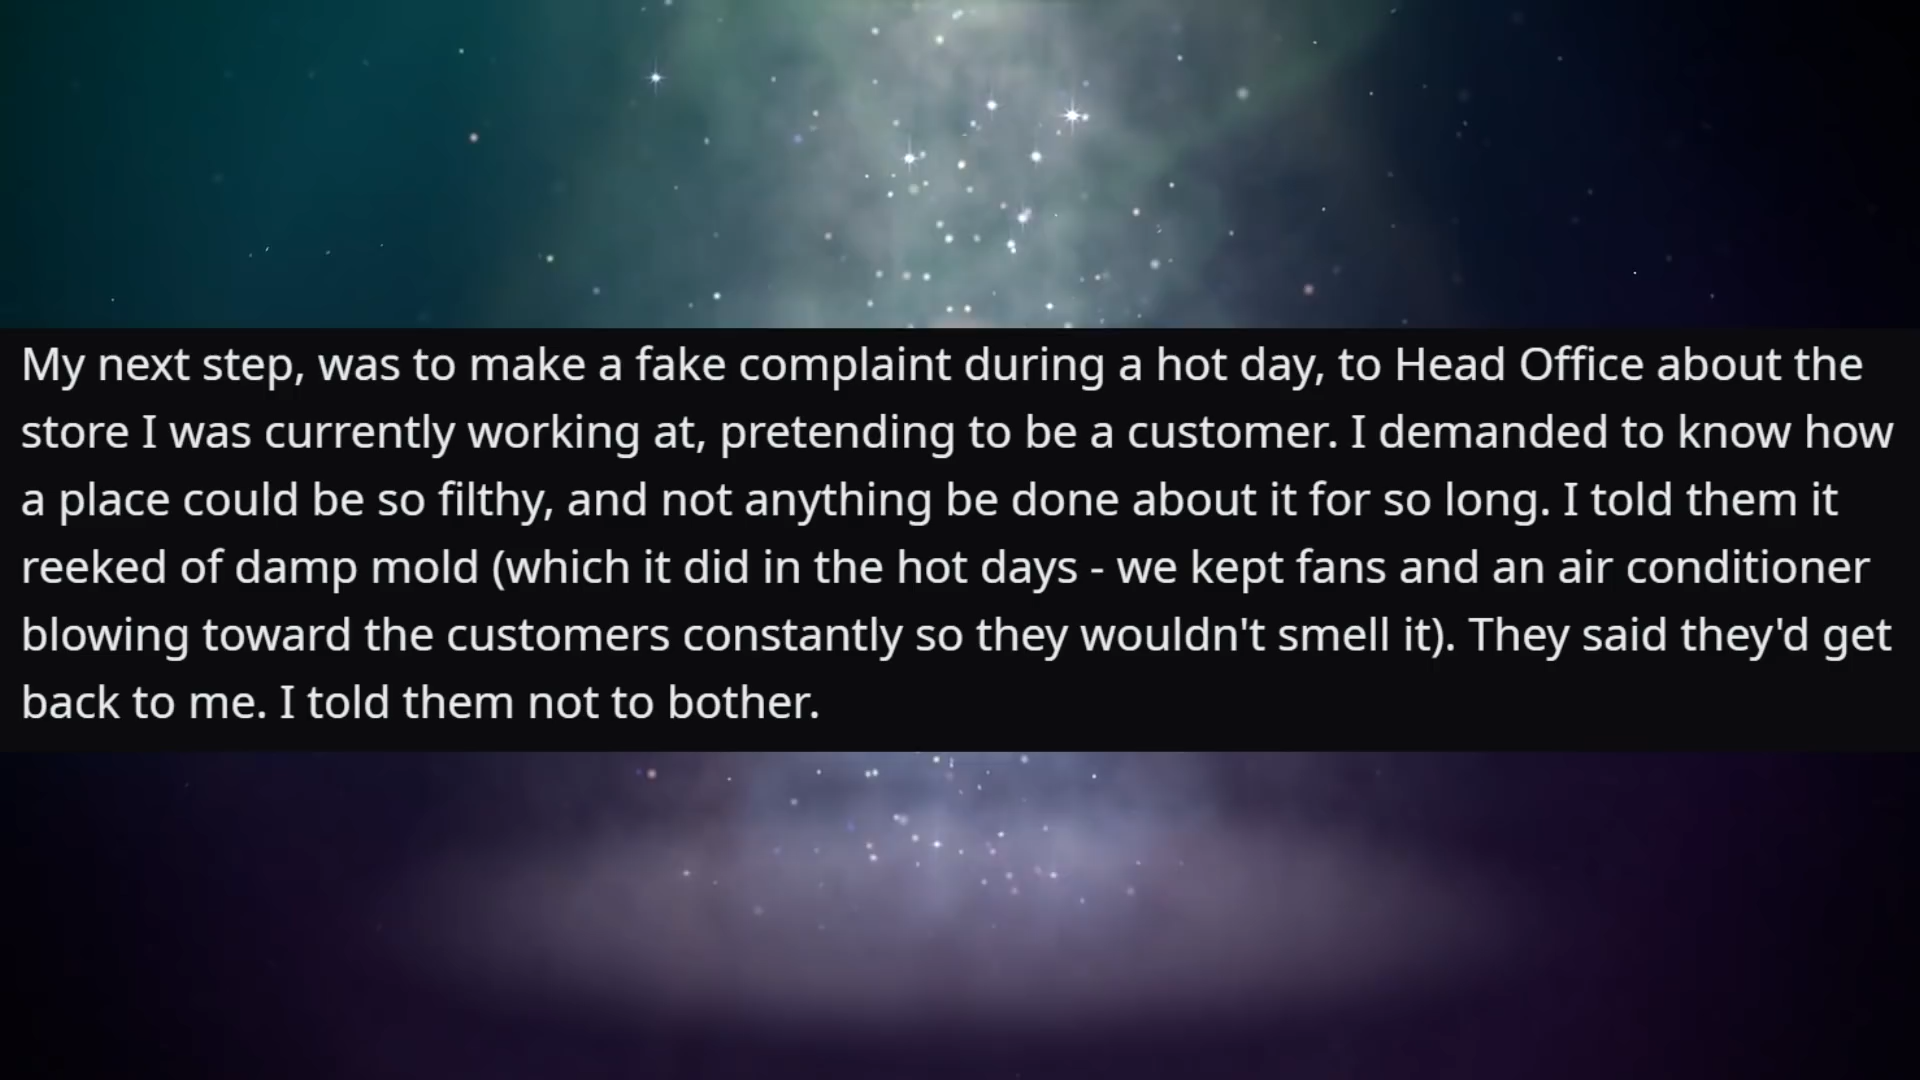 My next step, was to make a fake complaint during a hot day, to Head Office about the
store I was currently working at, pretending to be a customer. I demanded to know how
a place could be so filthy, and not anything be done about it for so long. I told them it
reeked of damp mold (which it did in the hot days - we kept fans and an air conditioner
blowing toward the customers constantly so they wouldn't smell it). They said they'd get
back to me. I told them not to bother.